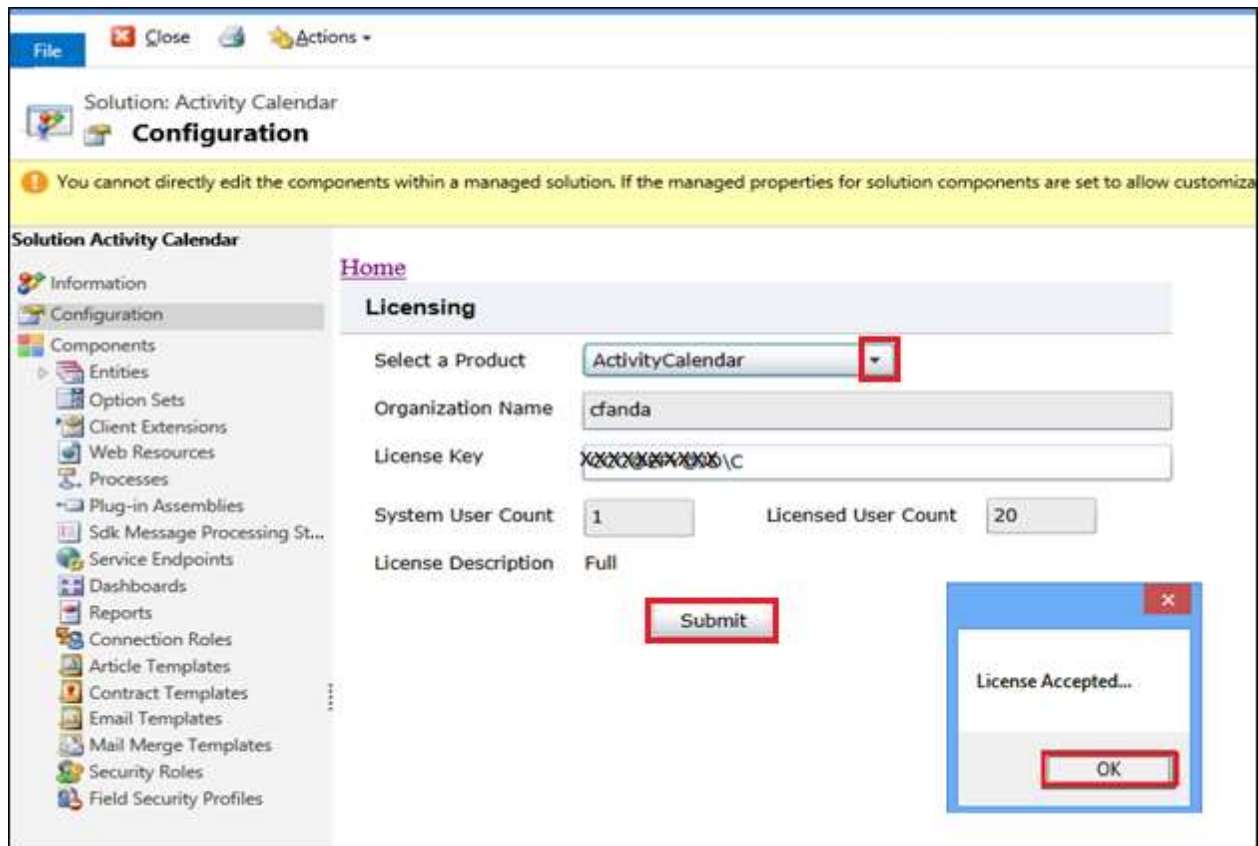 File Close Actions
Solution: Activity Calendar
Configuration
You cannot directly edit the components within a managed solution. If the managed properties for solution components are set to allow customiza
Solution Activity Calendar
Information
Configuration
Components
Entities
Option Sets
Client Extensions
Web Resources
Processes
Plug-in Assemblies
Sdk Message Processing St...
Service Endpoints
Dashboards
Reports
Connection Roles
Article Templates
Contract Templates
Email Templates
Mail Merge Templates
Security Roles
Field Security Profiles
Home
Licensing
Select a Product ActivityCalendar
Organization Name cfanda
License Key \C
System User Count 1 Licensed User Count 20
License Description Full
Submit
License Accepted...
OK